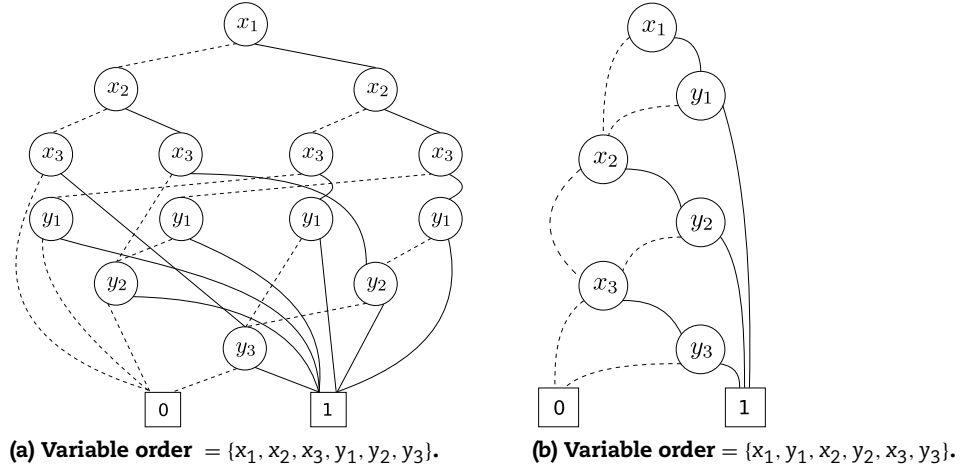 x₁ x₁
x₂ x₂ y₁
x₃ x₃ x₃ x₃ x₂
y₁ y₁ y₁ y₁ y₂
y₂ y₂ x₃
y₃ y₃
0 1 0 1
(a) Variable order = {x₁, x₂, x₃, y₁, y₂, y₃}. (b) Variable order = {x₁, y₁, x₂, y₂, x₃, y₃}.